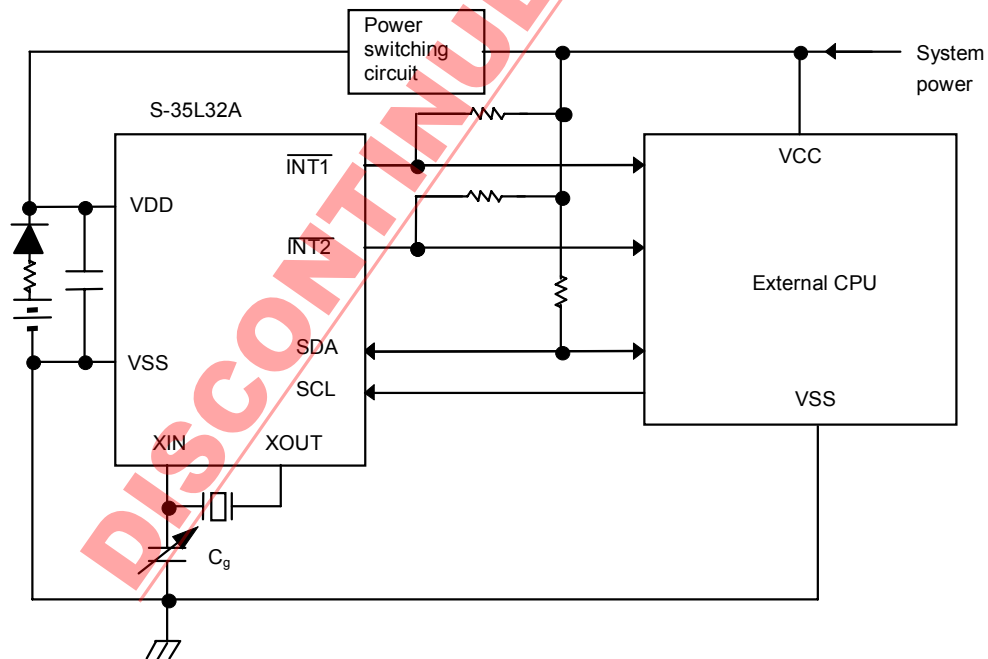 Power
switching
circuit
System
power
S-35L32A
INT1
VCC
VDD
INT2
External CPU
SDA
VSS
SCL
VSS
XIN
XOUT
Cg
DISCONTINUE